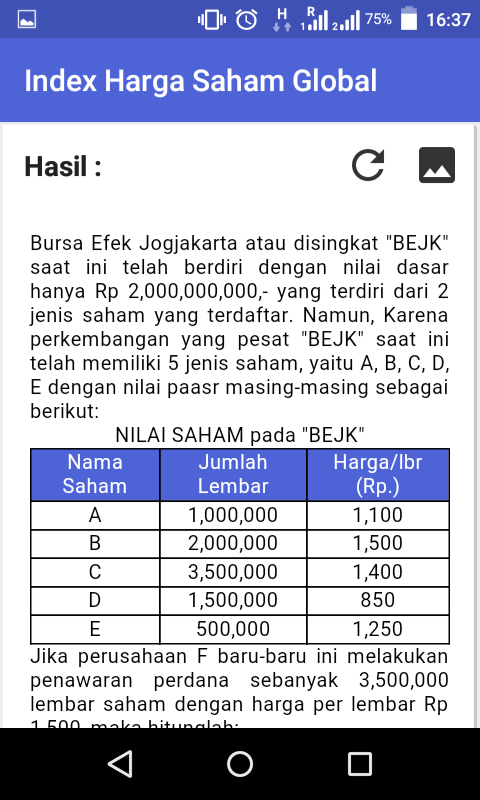 H R 1 2 75% 16:37
Index Harga Saham Global
Hasil :
Bursa Efek Jogjakarta atau disingkat "BEJK"
saat ini telah berdiri dengan nilai dasar
hanya Rp 2,000,000,000,- yang terdiri dari 2
jenis saham yang terdaftar. Namun, Karena
perkembangan yang pesat "BEJK" saat ini
telah memiliki 5 jenis saham, yaitu A, B, C, D,
E dengan nilai paasr masing-masing sebagai
berikut:
NILAI SAHAM pada "BEJK"
Nama Saham Jumlah Lembar Harga/lbr (Rp.)
A 1,000,000 1,100
B 2,000,000 1,500
C 3,500,000 1,400
D 1,500,000 850
E 500,000 1,250
Jika perusahaan F baru-baru ini melakukan
penawaran perdana sebanyak 3,500,000
lembar saham dengan harga per lembar Rp
1,500, maka hitunglah: